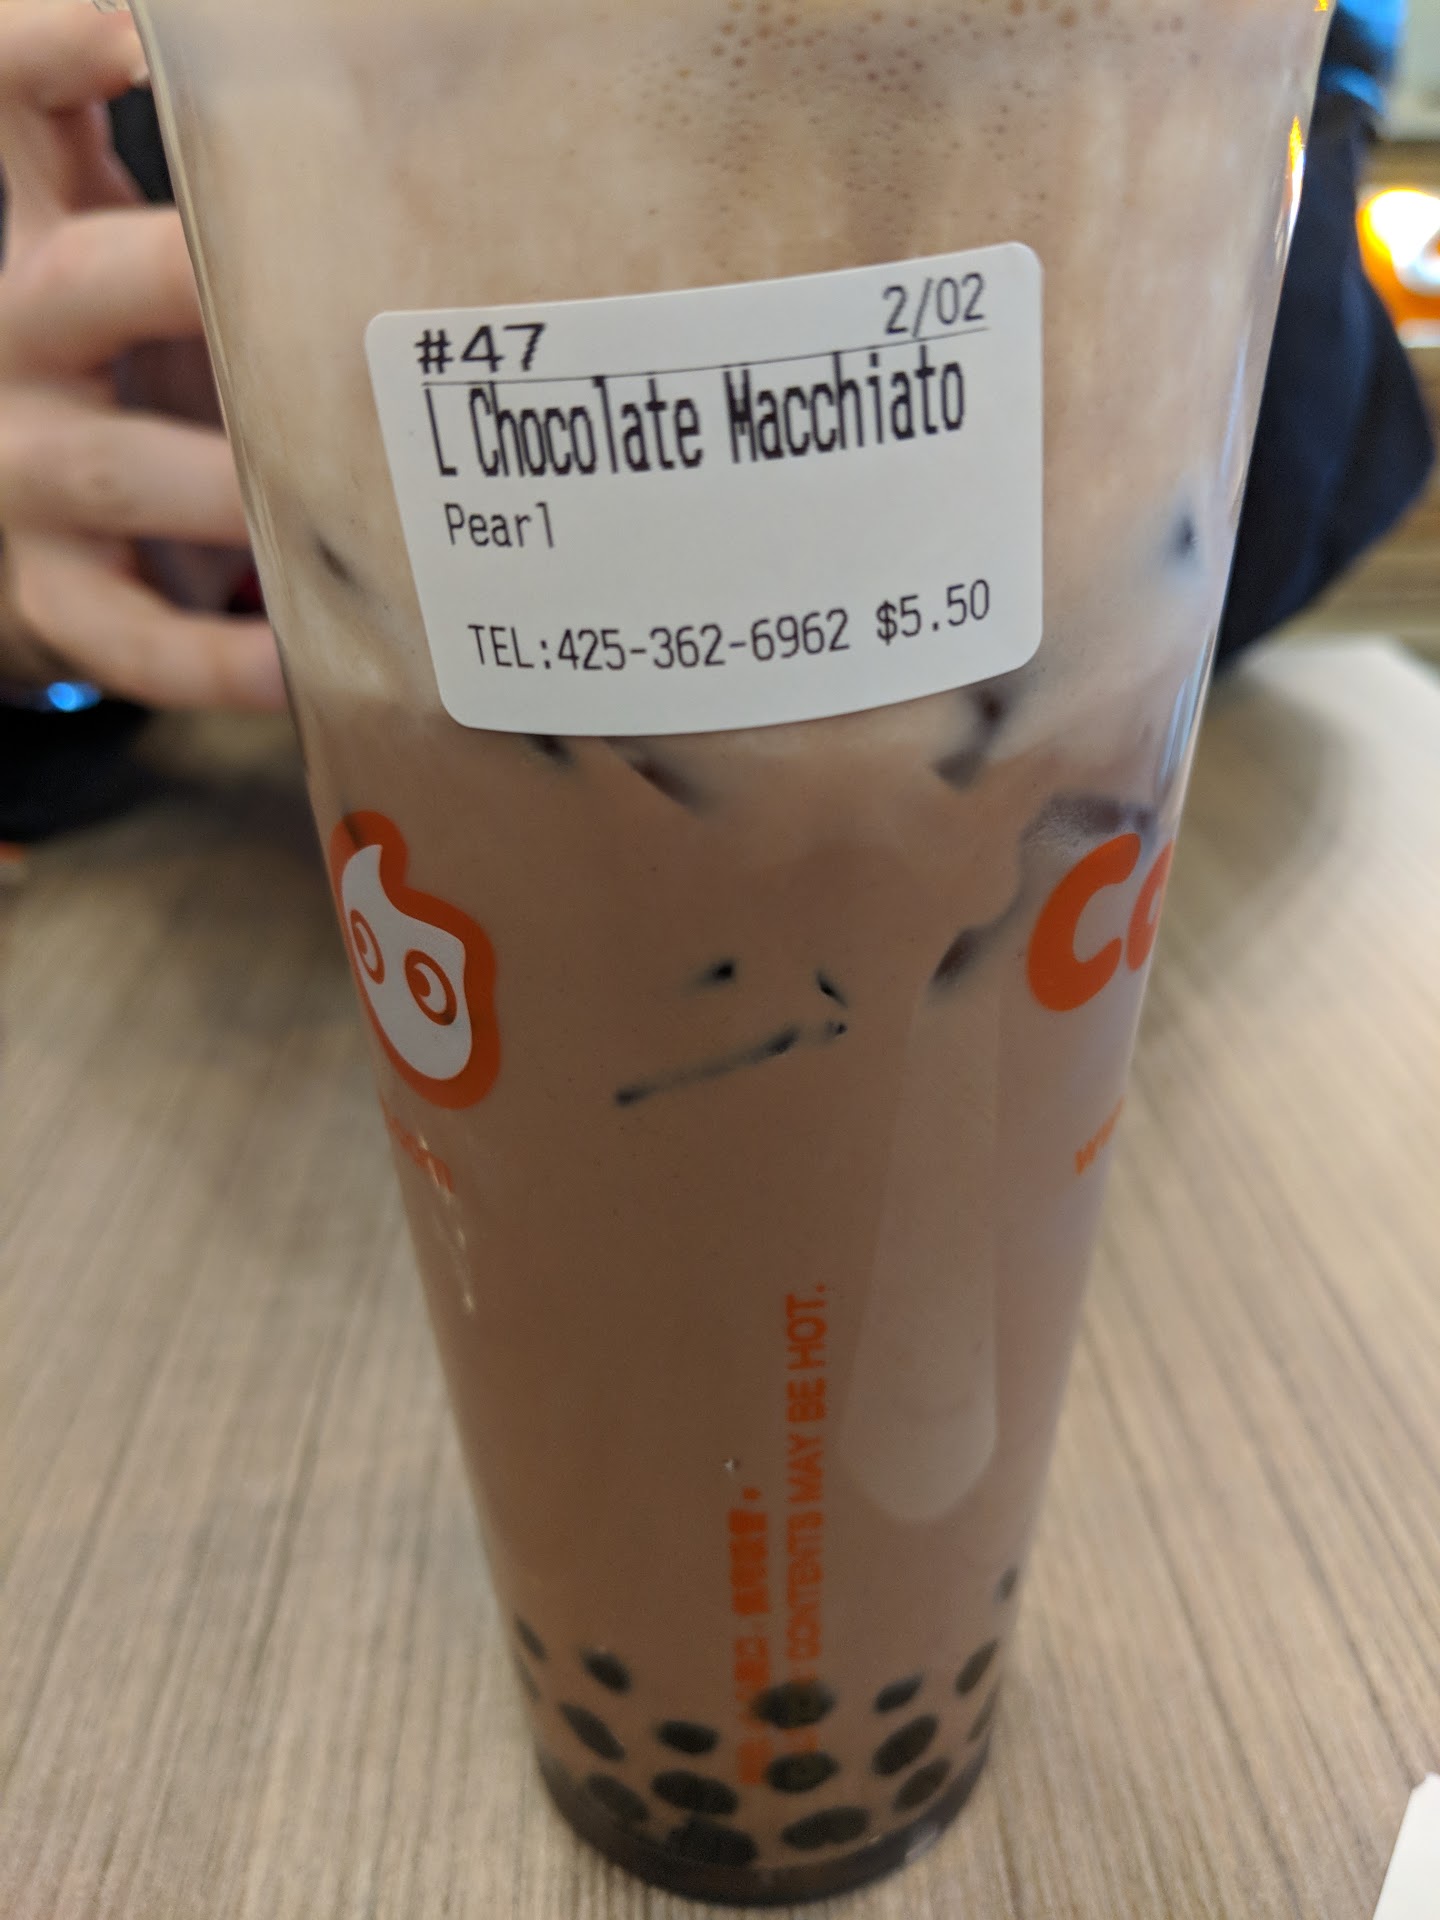 #47 2/02
L Chocolate Macchiato
Pearl
TEL:425-362-6962 $5.50
CONTENTS MAY BE HOT.